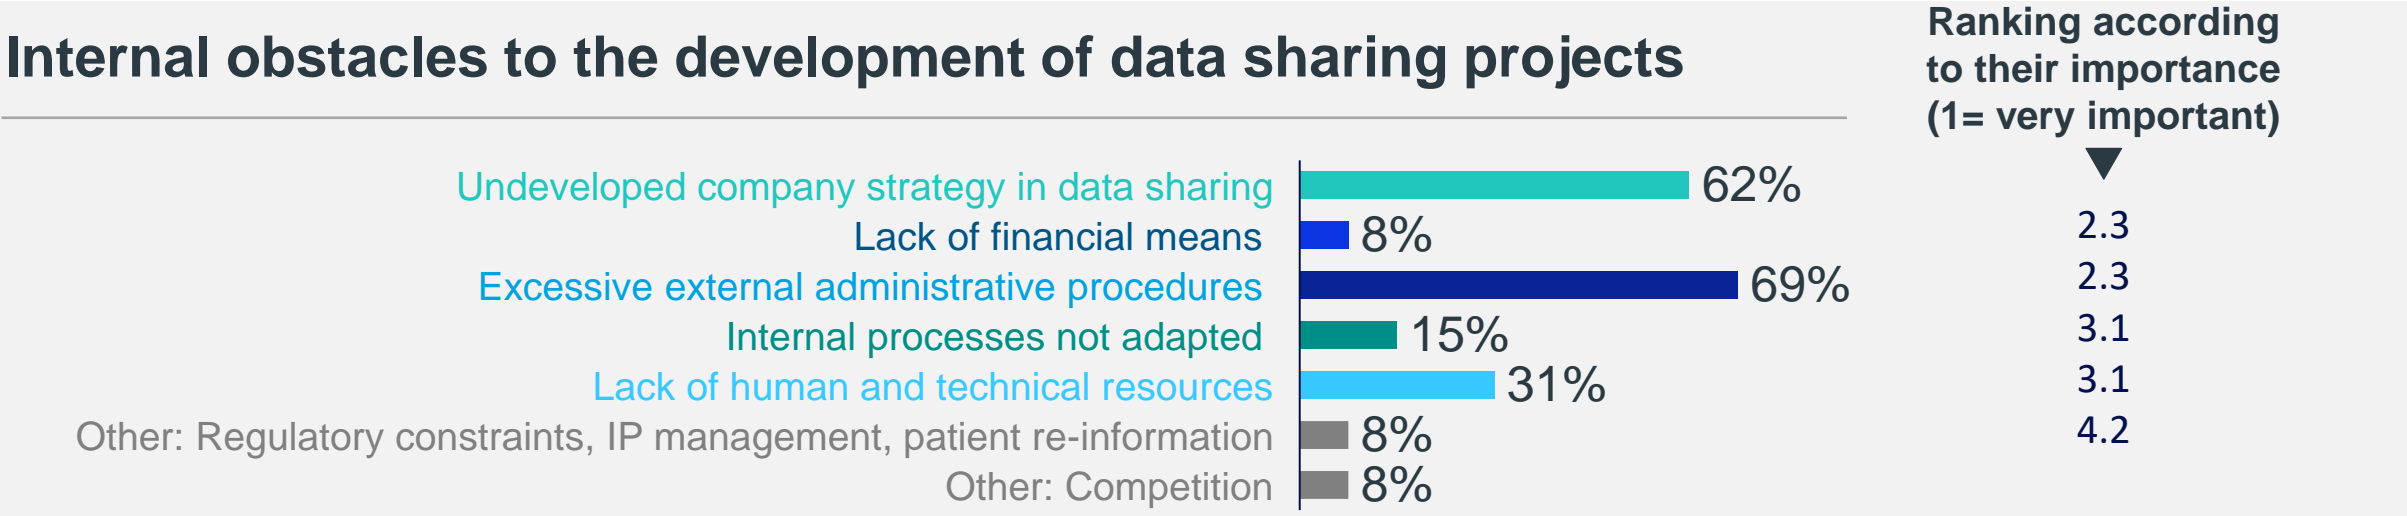 Internal obstacles to the development of data sharing projects
Ranking according
to their importance
(1= very important)
Undeveloped company strategy in data sharing 62%
Lack of financial means 8%
2.3
Excessive external administrative procedures 69%
2.3
Internal processes not adapted 15%
3.1
Lack of human and technical resources 31%
3.1
Other: Regulatory constraints, IP management, patient re-information 8%
4.2
Other: Competition 8%